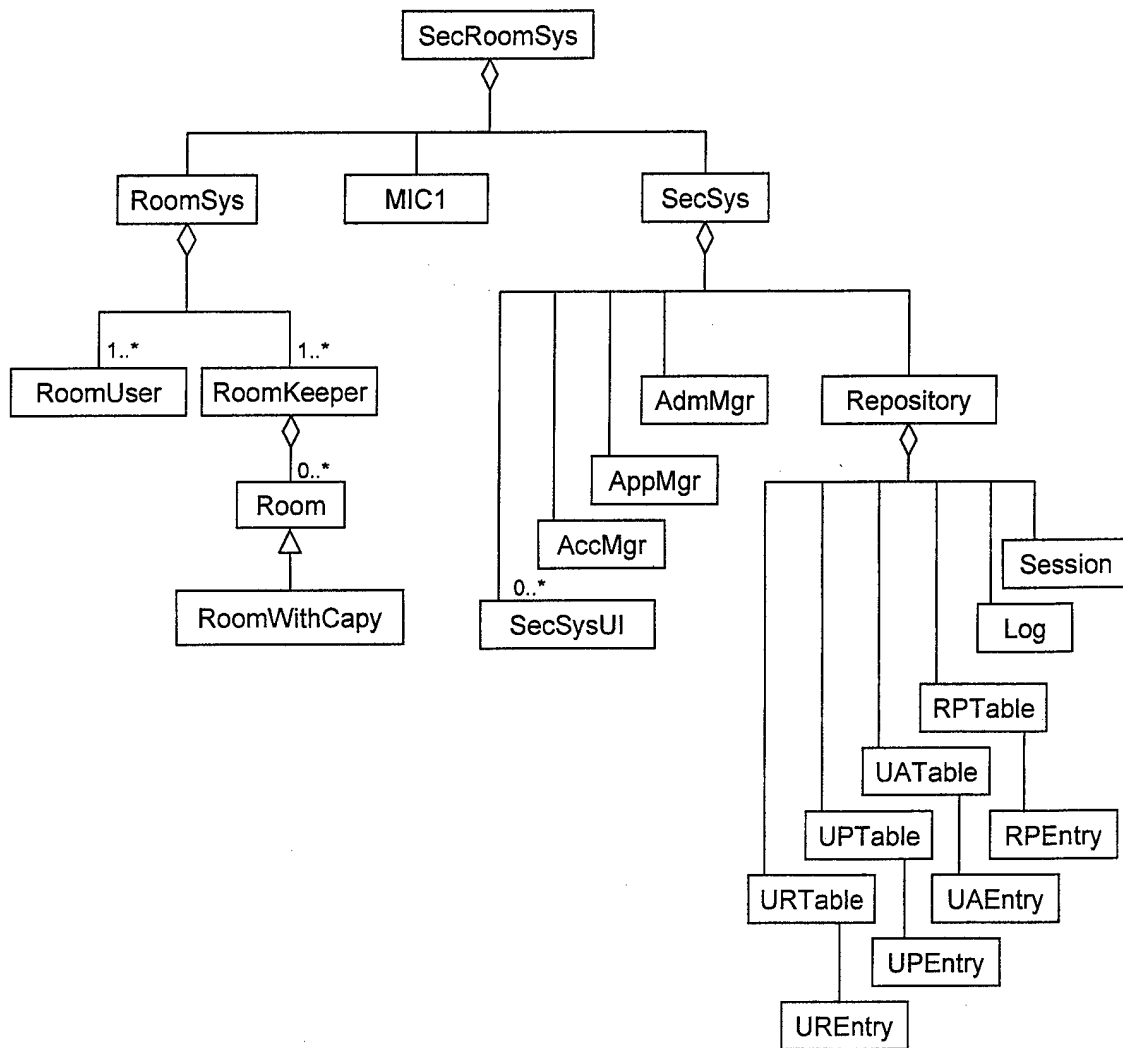 SecRoomSys
RoomSys
MIC1
SecSys
1..*
1..*
RoomUser
RoomKeeper
AdmMgr
Repository
0..*
Room
AppMgr
AccMgr
Session
0..*
RoomWithCapy
SecSysUI
Log
RPTable
UATable
UPTable
RPEntry
URTable
UAEntry
UPEntry
UREntry